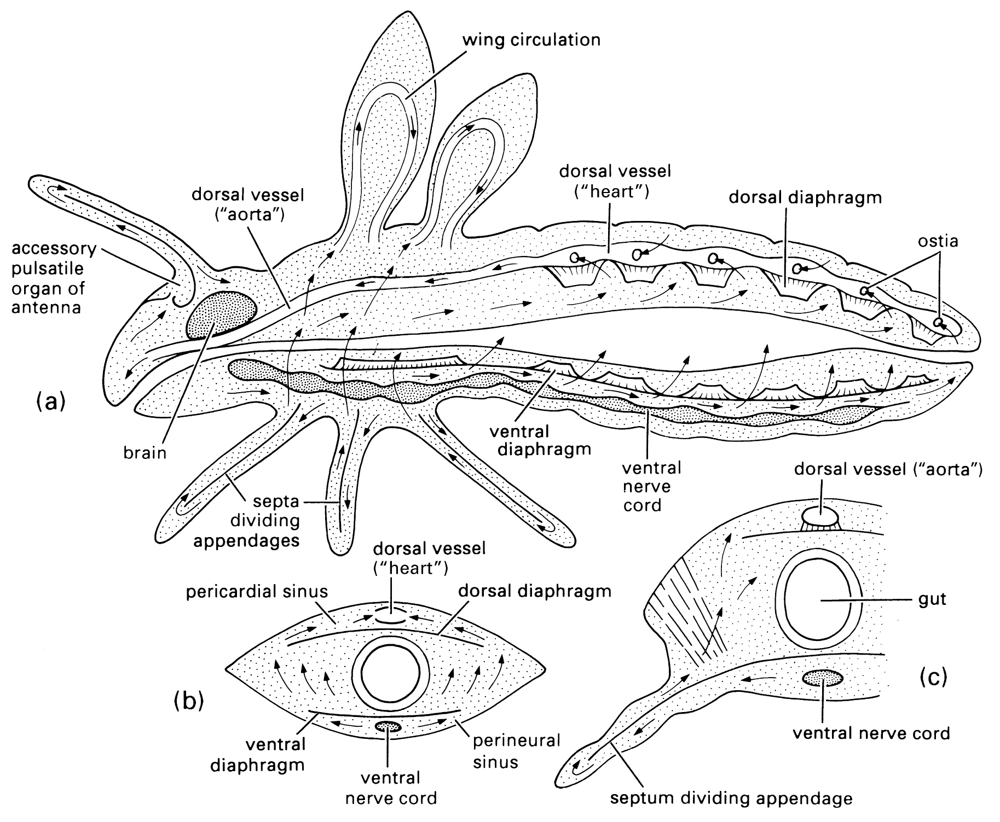 wing circulation
dorsal vessel
(“aorta”)
dorsal vessel
(“heart”)
dorsal diaphragm
ostia
accessory
pulsatile
organ of
antenna
(a)
brain
ventral
diaphragm
ventral
nerve
cord
septa
dividing
appendages
dorsal vessel (“aorta”)
gut
(c)
ventral nerve cord
septum dividing appendage
dorsal vessel
(“heart”)
pericardial sinus
dorsal diaphragm
(b)
ventral
diaphragm
perineural
sinus
ventral
nerve cord